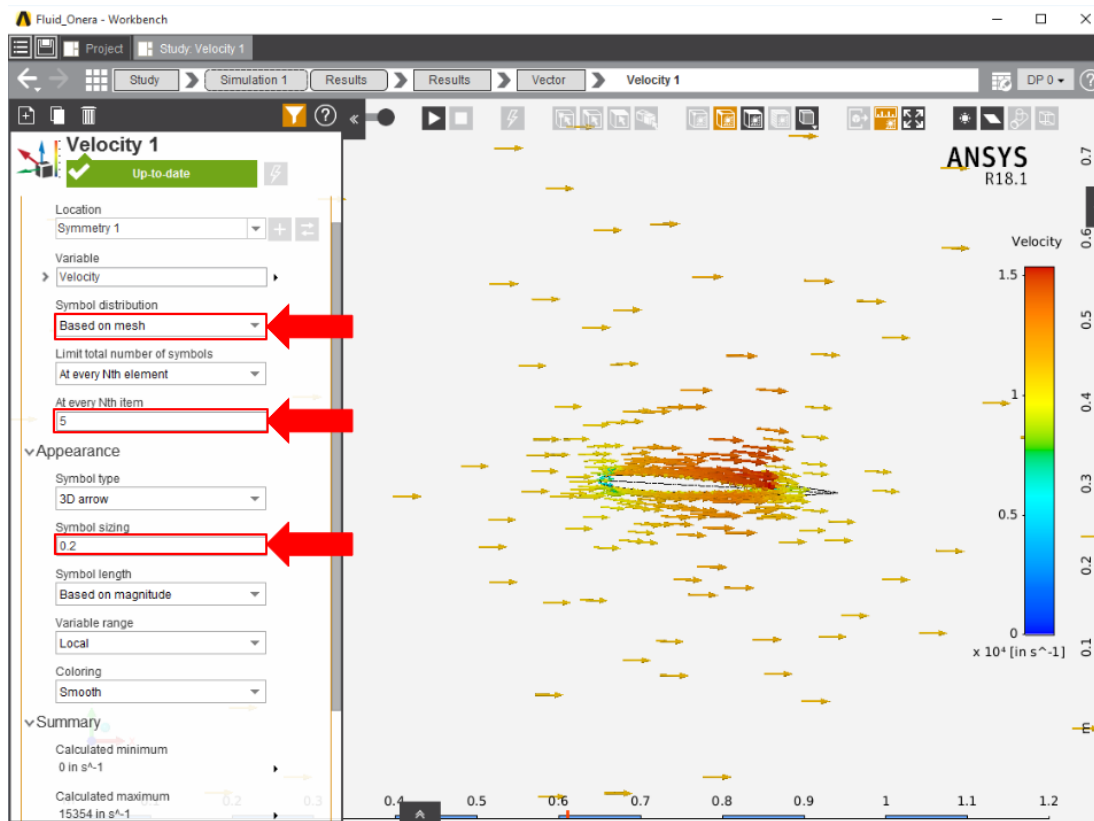 Fluid_Onera - Workbench
Project
Study: Velocity 1
Study
Simulation 1
Results
Results
Vector
Velocity 1
DP 0
Velocity 1
Up-to-date
Location
Symmetry 1
Variable
Velocity
Symbol distribution
Based on mesh
Limit total number of symbols
At every Nth element
At every Nth item
5
Appearance
Symbol type
3D arrow
Symbol sizing
0.2
Symbol length
Based on magnitude
Variable range
Local
Coloring
Smooth
Summary
Calculated minimum
0 in s^-1
Calculated maximum
15354 in s^-1
ANSYS
R18.1
Velocity
1.5
1
0.5
0
x 10⁴ [in s^-1]
0.7
0.6
0.5
0.4
0.3
0.2
0.1
m
0.1
0.2
0.3
0.4
0.5
0.6
0.7
0.8
0.9
1
1.1
1.2